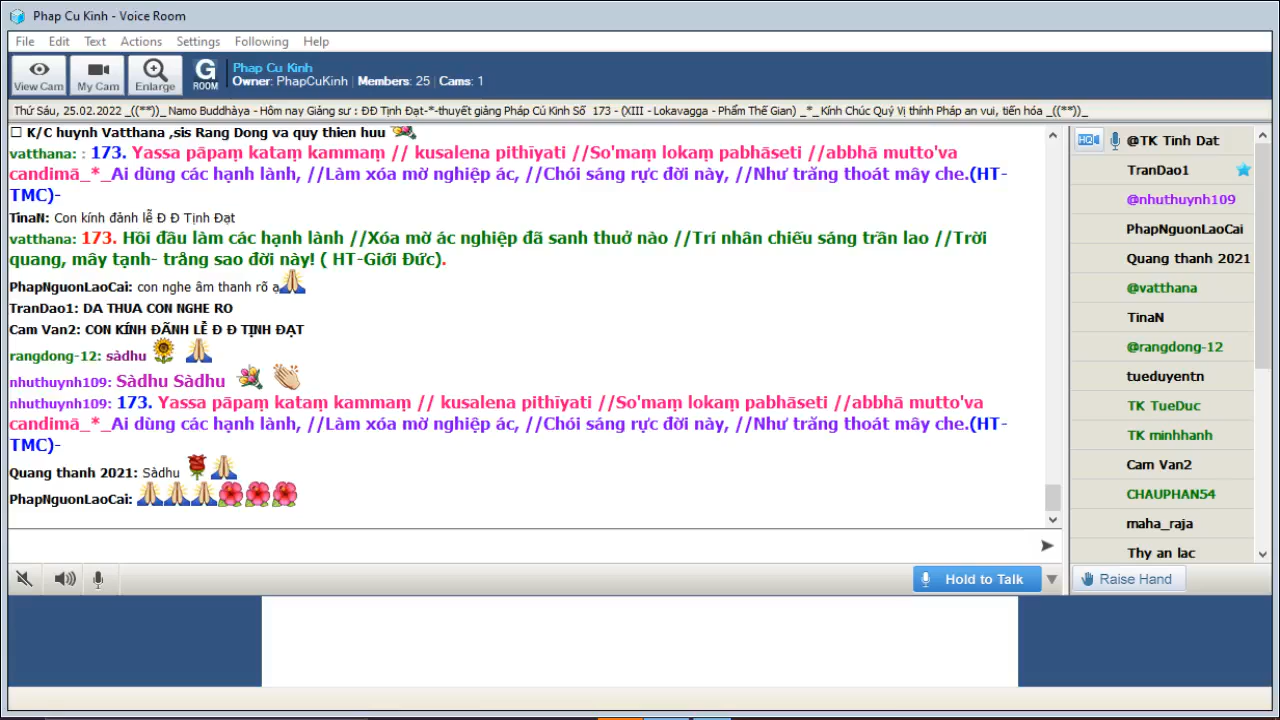 Phap Cu Kinh - Voice Room
File Edit Text Actions Settings Following Help
View Cam My Cam Enlarge G ROOM
Phap Cu Kinh
Owner: PhapCuKinh | Members: 25 | Cams: 1
Thứ Sáu, 25.02.2022 _((**))_ Namo Buddhàya - Hôm nay Giảng sư : ĐĐ Tịnh Đạt-*-thuyết giảng Pháp Cú Kinh Số 173 - (XIII - Lokavagga - Phẩm Thế Gian) _*_ Kính Chúc Quý Vị thính Pháp an vui, tiến hóa _((**))_
□ K/C huynh Vatthana ,sis Rang Dong va quy thien huu
vatthana: : 173. Yassa pāpaṃ kataṃ kammaṃ // kusalena pithīyati //So'maṃ lokaṃ pabhāseti //abbhā mutto'va
candimā_*_Ai dùng các hạnh lành, //Làm xóa mờ nghiệp ác, //Chói sáng rực đời này, //Như trăng thoát mây che.(HT-
TMC)-
TinaN: Con kính đảnh lễ Đ Đ Tịnh Đạt
vatthana: 173. Hồi đầu làm các hạnh lành //Xóa mờ ác nghiệp đã sanh thuở nào //Trí nhân chiếu sáng trần lao //Trời
quang, mây tạnh- trăng sao đời này! ( HT-Giới Đức).
PhapNguonLaoCai: con nghe âm thanh rõ ạ
TranDao1: DA THUA CON NGHE RO
Cam Van2: CON KÍNH ĐÃNH LỄ Đ Đ TỊNH ĐẠT
rangdong-12: sàdhu
nhuthuynh109: Sàdhu Sàdhu
nhuthuynh109: 173. Yassa pāpaṃ kataṃ kammaṃ // kusalena pithīyati //So'maṃ lokaṃ pabhāseti //abbhā mutto'va
candimā_*_Ai dùng các hạnh lành, //Làm xóa mờ nghiệp ác, //Chói sáng rực đời này, //Như trăng thoát mây che.(HT-
TMC)-
Quang thanh 2021: Sàdhu
PhapNguonLaoCai:
HQ @TK Tinh Dat
TranDao1
@nhuthuynh109
PhapNguonLaoCai
Quang thanh 2021
@vatthana
TinaN
@rangdong-12
tueduyentn
TK TueDuc
TK minhhanh
Cam Van2
CHAUPHAN54
maha_raja
Thy an lac
Hold to Talk
Raise Hand